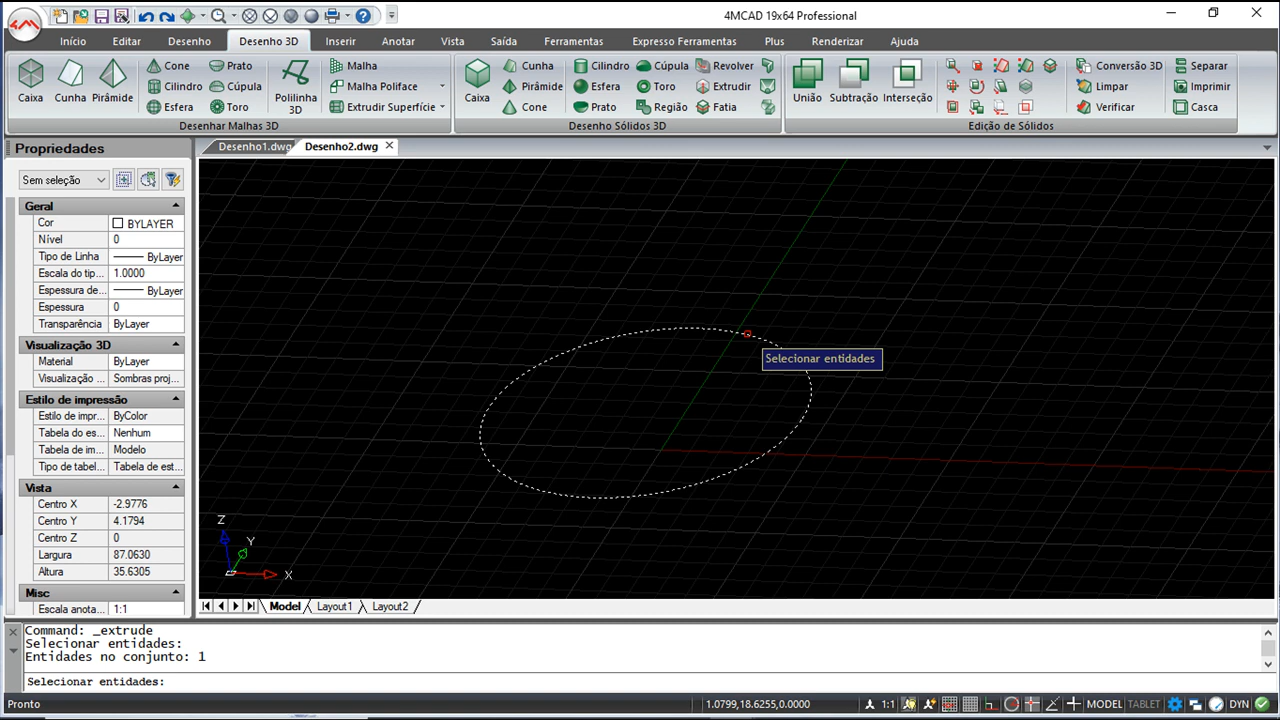 4MCAD 19x64 Professional
Início Editar Desenho Desenho 3D Inserir Anotar Vista Saída Ferramentas Expresso Ferramentas Plus Renderizar Ajuda
Caixa Cunha Pirâmide
Cone Prato
Cilindro Cúpula
Esfera Toro
Polinha 3D
Malha
Malha Poliface
Extrudir Superfície
Desenhar Malhas 3D
Caixa
Cunha Cilindro Cúpula Revolver
Pirâmide Esfera Toro Extrudir
Cone Prato Região Fatia
Desenho Sólidos 3D
União Subtração Interseção
Conversão 3D Separar
Limpar Imprimir
Verificar Casca
Edição de Sólidos
Propriedades
Desenho1.dwg Desenho2.dwg
Sem seleção
Geral
Cor BYLAYER
Nível 0
Tipo de Linha ByLayer
Escala do tip... 1.0000
Espessura de... ByLayer
Espessura 0
Transparência ByLayer
Visualização 3D
Material ByLayer
Visualização ... Sombras proj...
Estilo de impressão
Estilo de impr... ByColor
Tabela do es... Nenhum
Tabela de im... Modelo
Tipo de tabel... Tabela de est...
Vista
Centro X -2.9776
Centro Y 4.1794
Centro Z 0
Largura 87.0630
Altura 35.6305
Misc
Escala anota... 1:1
Selecionar entidades
Z
Y
X
Model Layout1 Layout2
Command: _extrude
Selecionar entidades:
Entidades no conjunto: 1
Selecionar entidades:
Pronto 1.0799,18.6255,0.0000 1:1 MODEL TABLET DYN